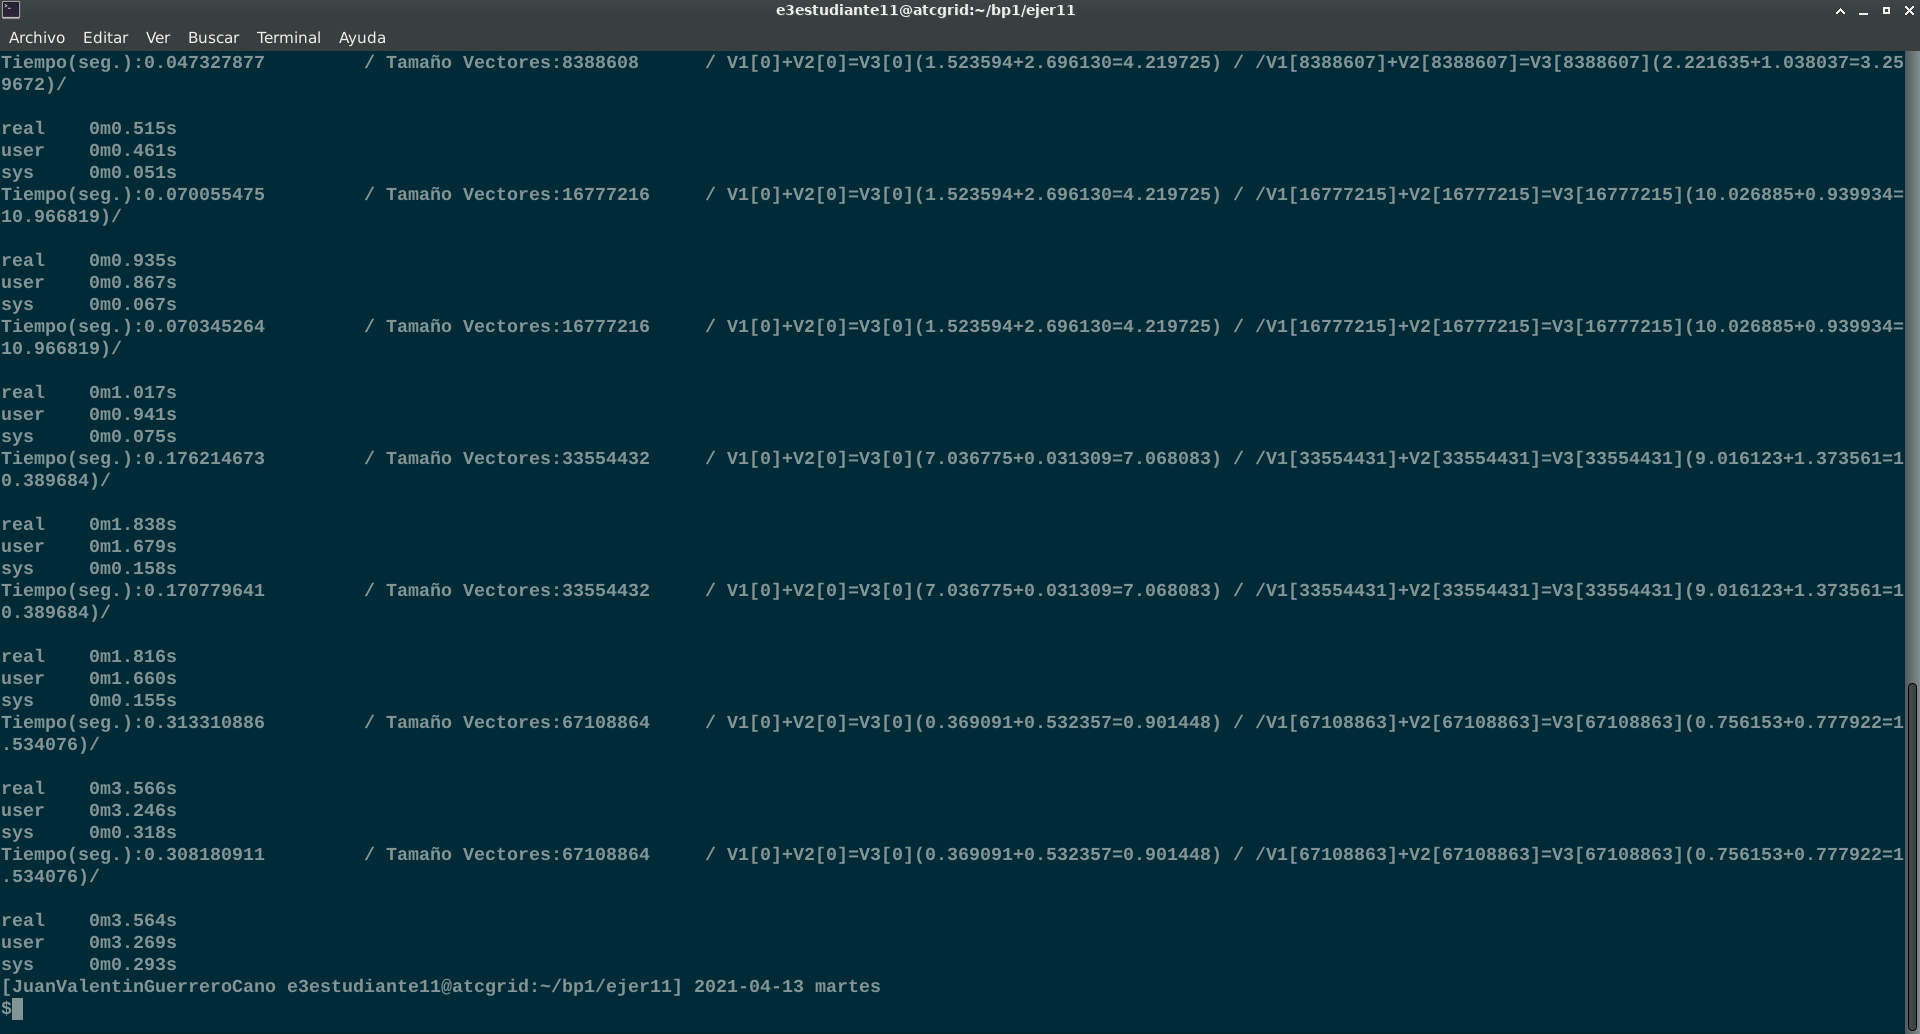 e3estudiante11@atcgrid:~/bp1/ejer11
Archivo Editar Ver Buscar Terminal Ayuda
Tiempo(seg.):0.047327877 / Tamaño Vectores:8388608 / V1[0]+V2[0]=V3[0](1.523594+2.696130=4.219725) / /V1[8388607]+V2[8388607]=V3[8388607](2.221635+1.038037=3.25
9672)/
real 0m0.515s
user 0m0.461s
sys 0m0.051s
Tiempo(seg.):0.070055475 / Tamaño Vectores:16777216 / V1[0]+V2[0]=V3[0](1.523594+2.696130=4.219725) / /V1[16777215]+V2[16777215]=V3[16777215](10.026885+0.939934=
10.966819)/
real 0m0.935s
user 0m0.867s
sys 0m0.067s
Tiempo(seg.):0.070345264 / Tamaño Vectores:16777216 / V1[0]+V2[0]=V3[0](1.523594+2.696130=4.219725) / /V1[16777215]+V2[16777215]=V3[16777215](10.026885+0.939934=
10.966819)/
real 0m1.017s
user 0m0.941s
sys 0m0.075s
Tiempo(seg.):0.176214673 / Tamaño Vectores:33554432 / V1[0]+V2[0]=V3[0](7.036775+0.031309=7.068083) / /V1[33554431]+V2[33554431]=V3[33554431](9.016123+1.373561=1
0.389684)/
real 0m1.838s
user 0m1.679s
sys 0m0.158s
Tiempo(seg.):0.170779641 / Tamaño Vectores:33554432 / V1[0]+V2[0]=V3[0](7.036775+0.031309=7.068083) / /V1[33554431]+V2[33554431]=V3[33554431](9.016123+1.373561=1
0.389684)/
real 0m1.816s
user 0m1.660s
sys 0m0.155s
Tiempo(seg.):0.313310886 / Tamaño Vectores:67108864 / V1[0]+V2[0]=V3[0](0.369091+0.532357=0.901448) / /V1[67108863]+V2[67108863]=V3[67108863](0.756153+0.777922=1
.534076)/
real 0m3.566s
user 0m3.246s
sys 0m0.318s
Tiempo(seg.):0.308180911 / Tamaño Vectores:67108864 / V1[0]+V2[0]=V3[0](0.369091+0.532357=0.901448) / /V1[67108863]+V2[67108863]=V3[67108863](0.756153+0.777922=1
.534076)/
real 0m3.564s
user 0m3.269s
sys 0m0.293s
[JuanValentinGuerreroCano e3estudiante11@atcgrid:~/bp1/ejer11] 2021-04-13 martes
$